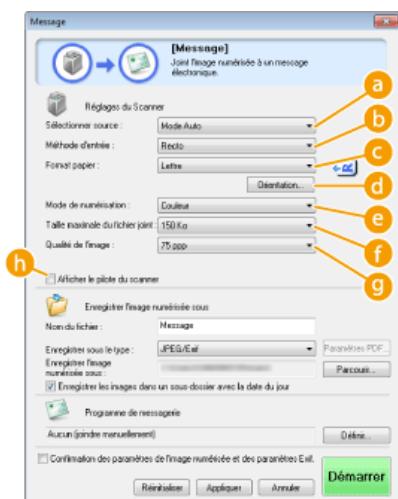 Message
[Message]
Joint l'image numérisée à un message
électronique.
Réglages du Scanner
a
Sélectionner source : Mode Auto
b
Méthode d'entrée : Recto
c
Format papier : Lettre
R
Orientation...
d
Mode de numérisation : Couleur
e
Taille maximale du fichier joint : 150 Ko
f
Qualité de l'image : 75 ppp
g
h
Afficher le pilote du scanner
Enregistrer l'image numérisée sous
Nom du fichier : Message
Enregistrer sous le type : JPEG/Exif Paramètres PDF...
Enregistrer l'image
numérisée sous : Parcourir...
Enregistrer les images dans un sous-dossier avec la date du jour
Programme de messagerie
Aucun (joindre manuellement) Définir...
Confirmation des paramètres de l'image numérisée et des paramètres Exif.
Réinitialiser Appliquer Annuler Démarrer